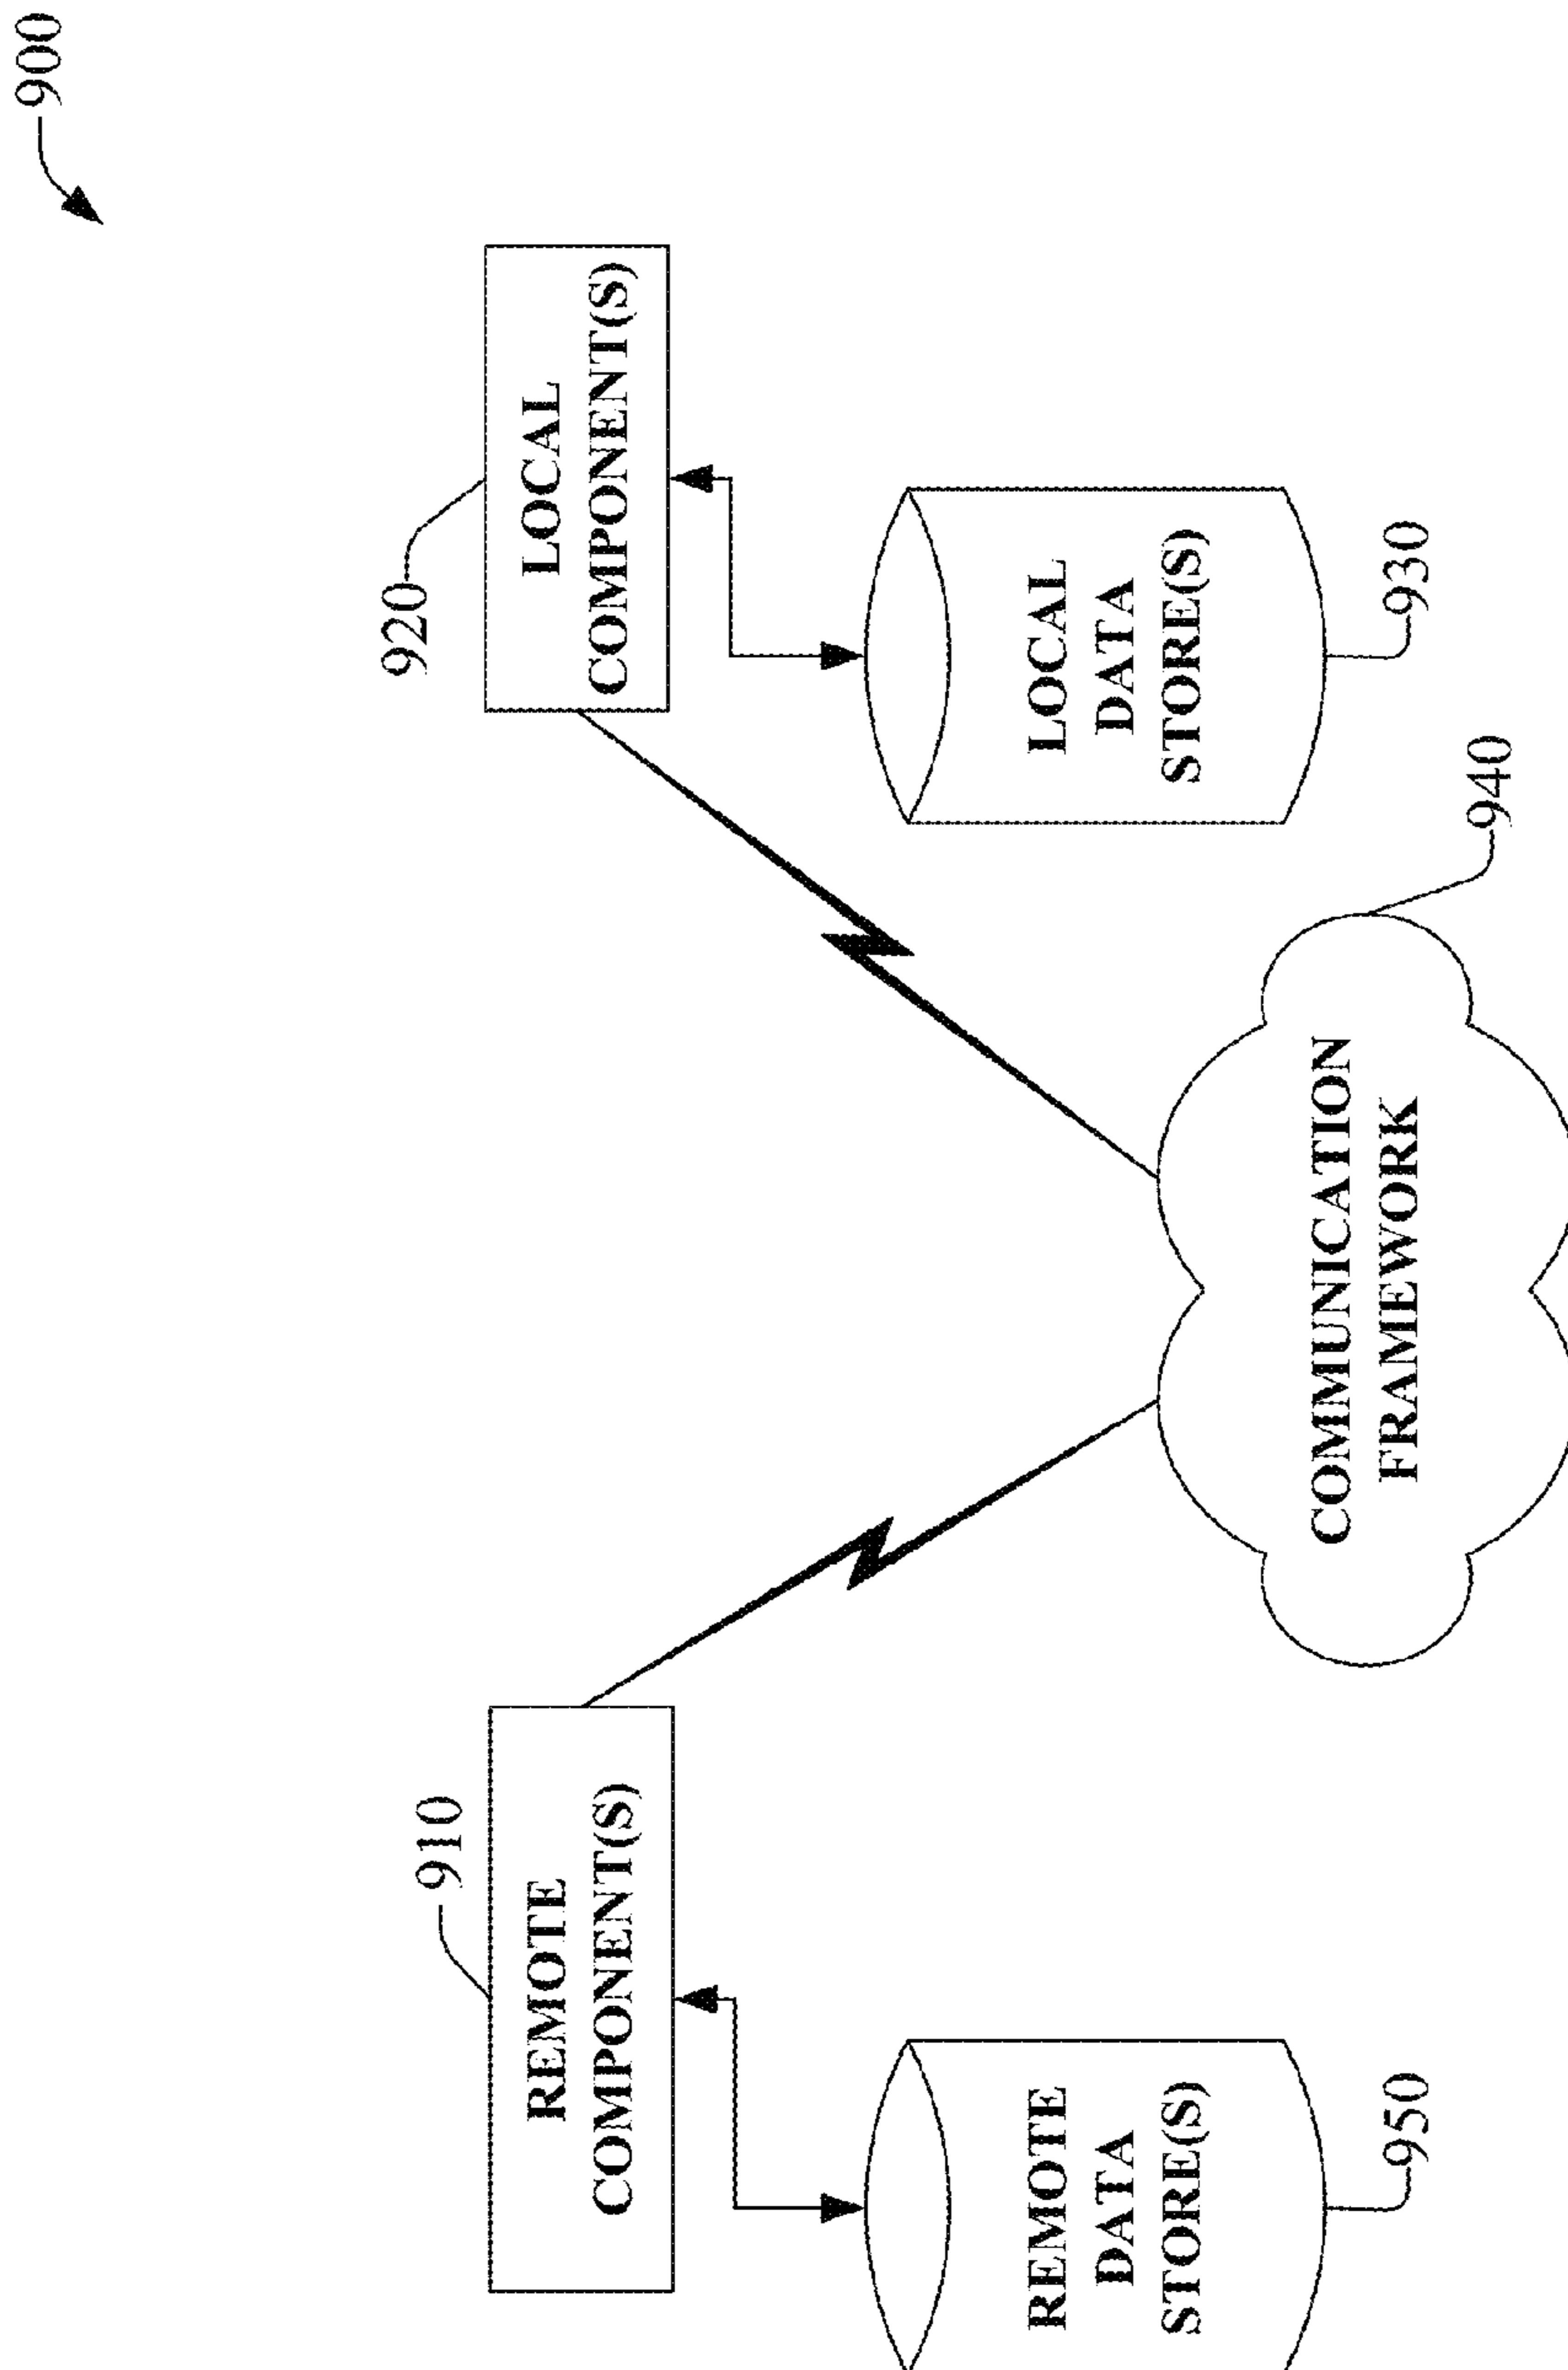 900
910
REMOTE
COMPONENT(S)
920
LOCAL
COMPONENT(S)
REMOTE
DATA
STORE(S)
950
LOCAL
DATA
STORE(S)
930
COMMUNICATION
FRAMEWORK
940